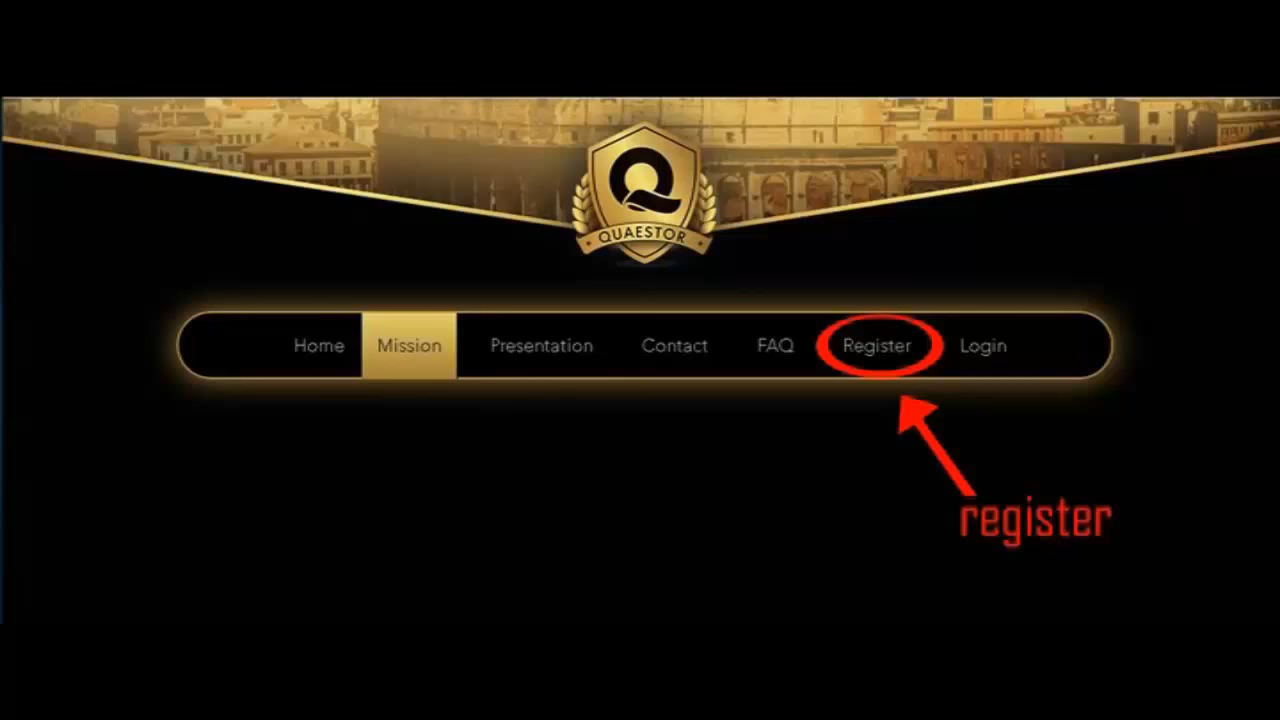 QUAESTOR
Home Mission Presentation Contact FAQ Register Login
register